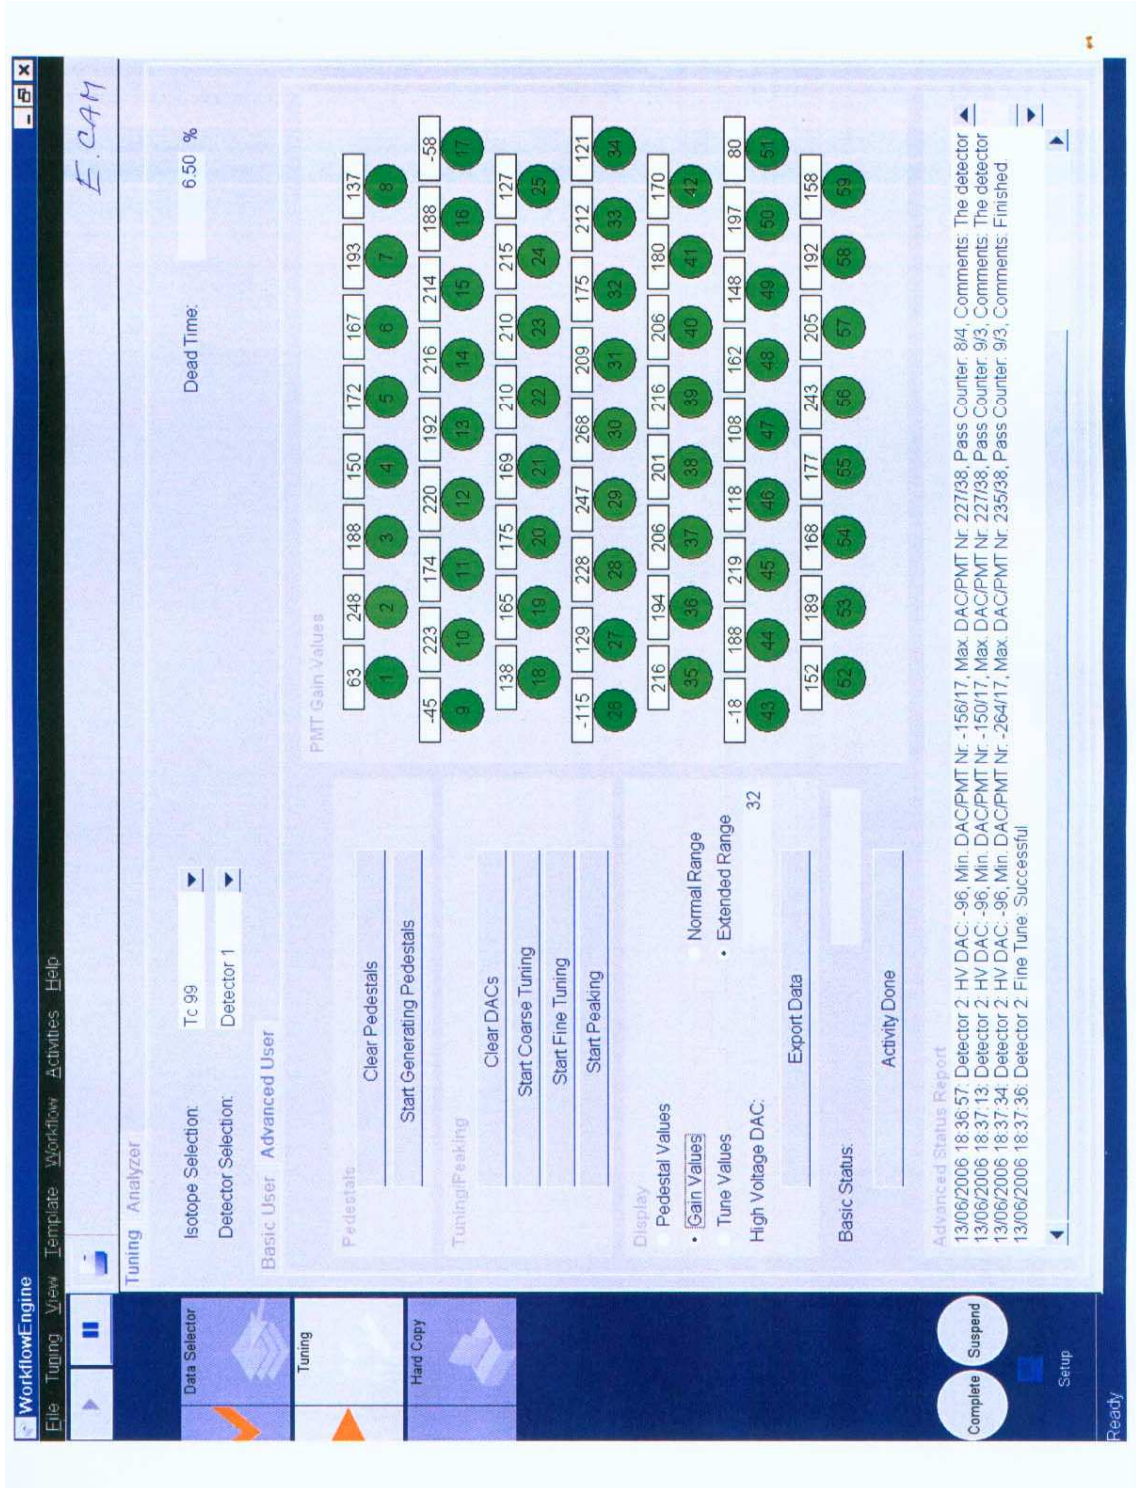 WorkflowEngine
File Tuning View Template Workflow Activities Help
E.CAM
Tuning Analyzer
Isotope Selection: Tc 99
Dead Time: 6.50 %
Detector Selection: Detector 1
Basic User Advanced User
Pedestals
Clear Pedestals
Start Generating Pedestals
Tuning/Peaking
Clear DACs
Start Coarse Tuning
Start Fine Tuning
Start Peaking
Display
Pedestal Values
Gain Values Normal Range
Tune Values Extended Range
High Voltage DAC: 32
Export Data
Basic Status:
Activity Done
PMT Gain Values
63 248 188 150 172 167 193 137
1 2 3 4 5 6 7 8
-45 223 174 220 192 216 214 188 -58
9 10 11 12 13 14 15 16 17
138 165 175 169 210 210 215 127
18 19 20 21 22 23 24 25
-115 129 228 247 268 209 175 212 121
26 27 28 29 30 31 32 33 34
216 194 206 201 216 206 180 170
35 36 37 38 39 40 41 42
-18 188 219 118 108 162 148 197 80
43 44 45 46 47 48 49 50 51
152 189 168 177 243 205 192 158
52 53 54 55 56 57 58 59
Advanced Status Report
13/06/2006 18:36:57: Detector 2: HV DAC: -96, Min. DAC/PMT Nr. -156/17, Max. DAC/PMT Nr. 227/38, Pass Counter: 8/4, Comments: The detector
13/06/2006 18:37:13: Detector 2: HV DAC: -96, Min. DAC/PMT Nr. -150/17, Max. DAC/PMT Nr. 227/38, Pass Counter: 9/3, Comments: The detector
13/06/2006 18:37:34: Detector 2: HV DAC: -96, Min. DAC/PMT Nr. -264/17, Max. DAC/PMT Nr. 235/38, Pass Counter: 9/3, Comments: Finished.
13/06/2006 18:37:36: Detector 2: Fine Tune: Successful
Data Selector
Tuning
Hard Copy
Complete Suspend
Setup
Ready